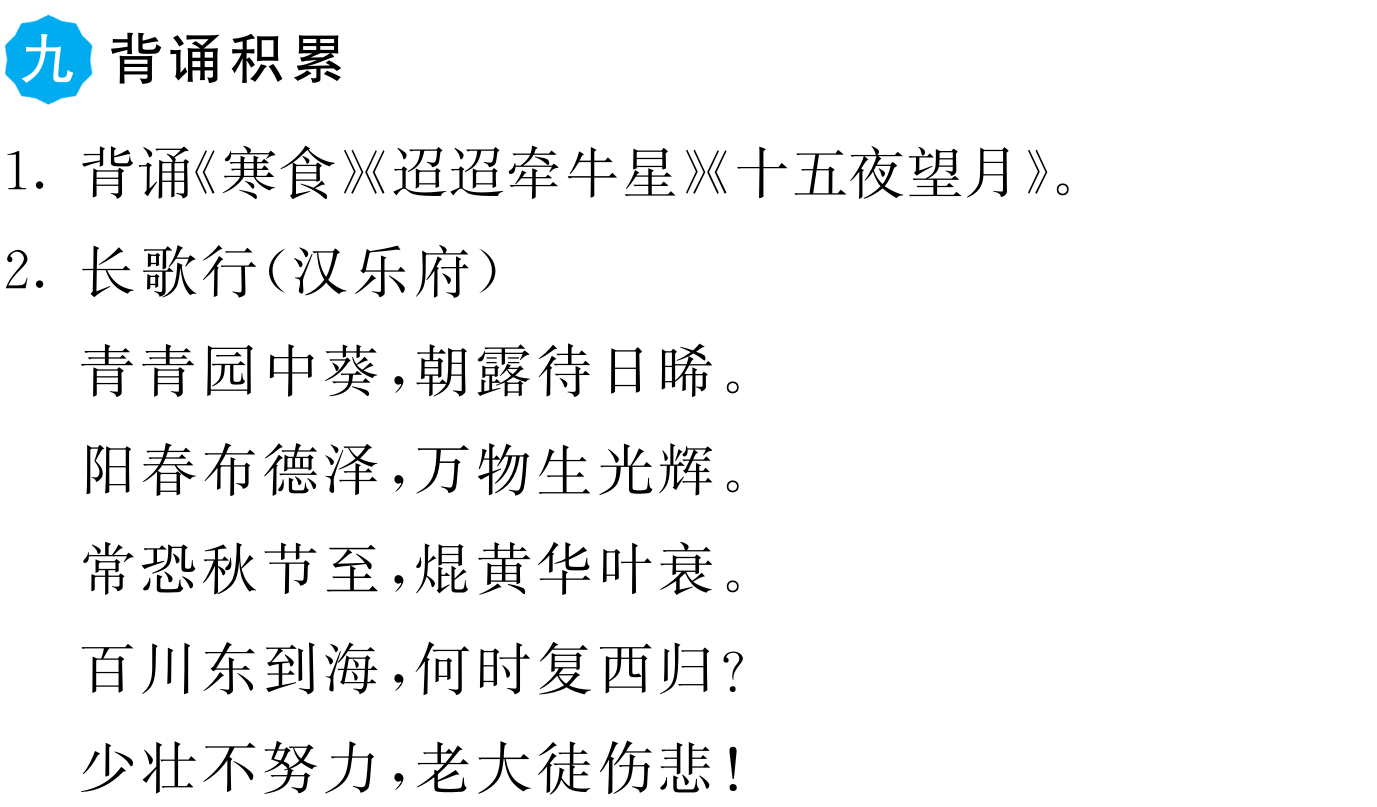 九 背诵积累
1. 背诵《寒食》《迢迢牵牛星》《十五夜望月》。
2. 长歌行(汉乐府)
青青园中葵,朝露待日晞。
阳春布德泽,万物生光辉。
常恐秋节至,焜黄华叶衰。
百川东到海,何时复西归?
少壮不努力,老大徒伤悲!